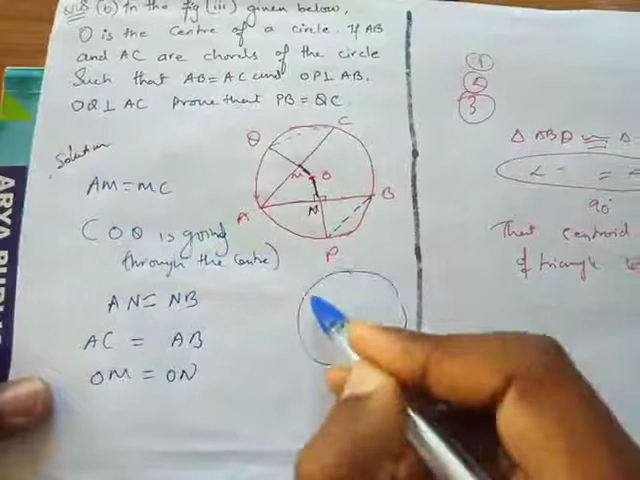 Q.8 (b) In the fig (iii) given below,
O is the Centre of a circle. If AB
and AC are chords of the circle
Such that AB = AC and OP ⊥ AB,
OQ ⊥ AC Prove that PB = QC.
Solution
AM = MC
( OQ is going
through the Centre)
AN = NB
AC = AB
OM = ON
Q
C
M
O
A
N
B
P
1
2
3
Δ ABD ≅ Δ
90°
That centroid
of triangle
ARYA PUBL